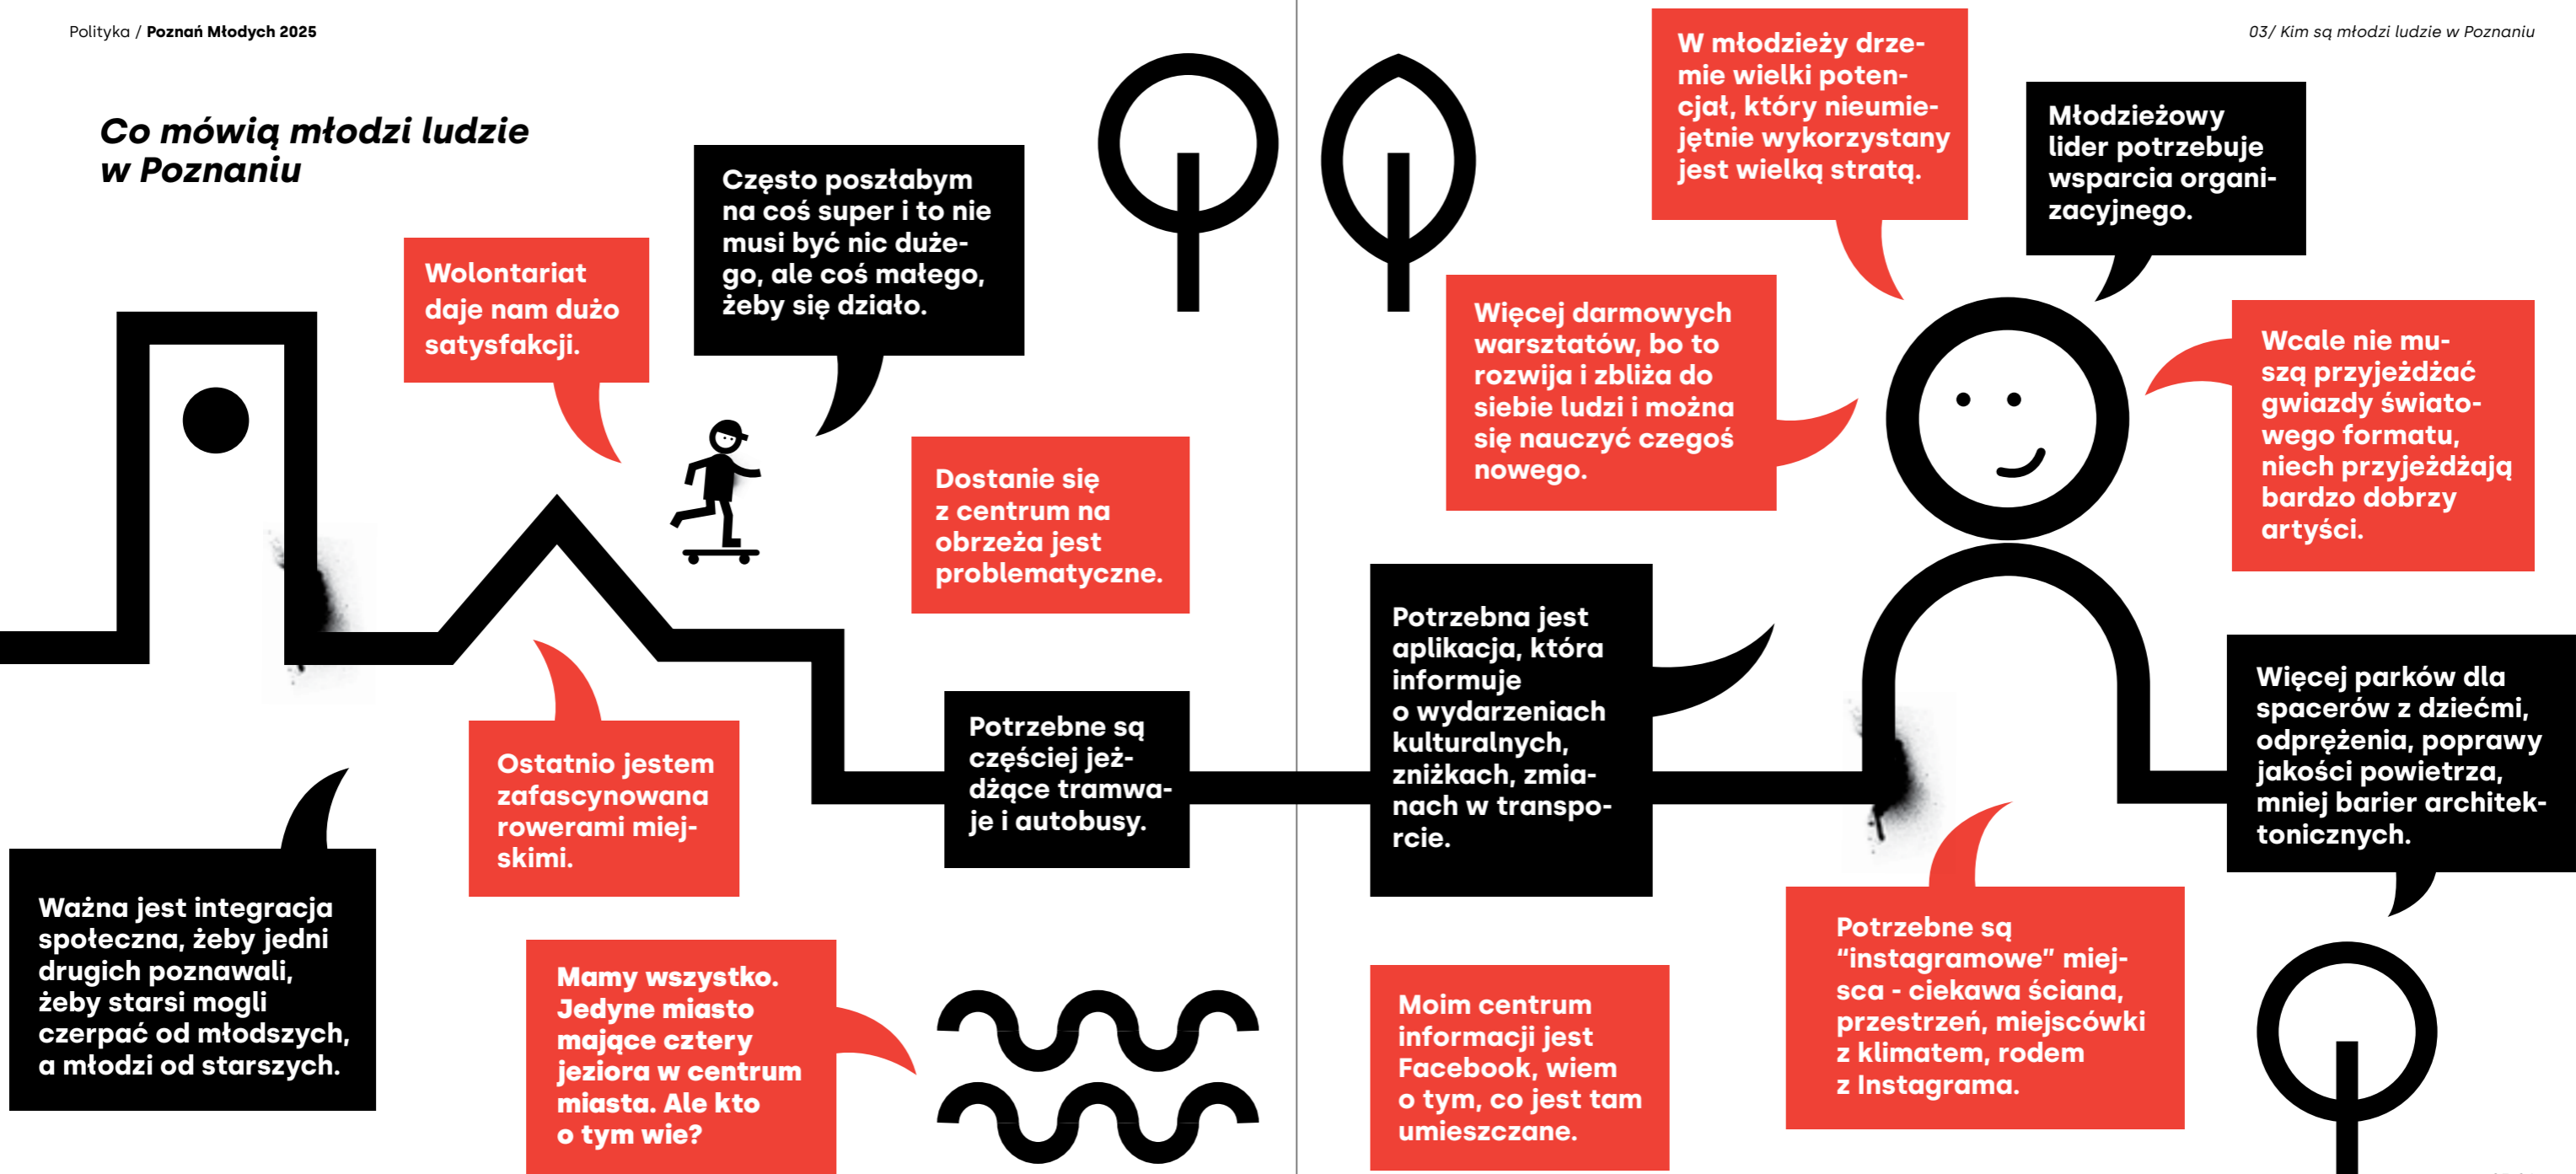 Polityka / Poznań Młodych 2025
03/ Kim są młodzi ludzie w Poznaniu
Co mówią młodzi ludzie
w Poznaniu
Wolontariat
daje nam dużo
satysfakcji.
Często poszłabym
na coś super i to nie
musi być nic duże-
go, ale coś małego,
żeby się działo.
Dostanie się
z centrum na
obrzeża jest
problematyczne.
Ostatnio jestem
zafascynowana
rowerami miej-
skimi.
Potrzebne są
częściej jeż-
dżące tramwa-
je i autobusy.
Ważna jest integracja
społeczna, żeby jedni
drugich poznawali,
żeby starsi mogli
czerpać od młodszych,
a młodzi od starszych.
Mamy wszystko.
Jedyne miasto
mające cztery
jeziora w centrum
miasta. Ale kto
o tym wie?
W młodzieży drze-
mie wielki poten-
cjał, który nieumie-
jętnie wykorzystany
jest wielką stratą.
Młodzieżowy
lider potrzebuje
wsparcia organi-
zacyjnego.
Więcej darmowych
warsztatów, bo to
rozwija i zbliża do
siebie ludzi i można
się nauczyć czegoś
nowego.
Wcale nie mu-
szą przyjeżdżać
gwiazdy świato-
wego formatu,
niech przyjeżdżają
bardzo dobrzy
artyści.
Potrzebna jest
aplikacja, która
informuje
o wydarzeniach
kulturalnych,
zniżkach, zmia-
nach w transpo-
rcie.
Więcej parków dla
spacerów z dziećmi,
odprężenia, poprawy
jakości powietrza,
mniej barier architek-
tonicznych.
Potrzebne są
“instagramowe” miej-
sca - ciekawa ściana,
przestrzeń, miejscówki
z klimatem, rodem
z Instagrama.
Moim centrum
informacji jest
Facebook, wiem
o tym, co jest tam
umieszczane.